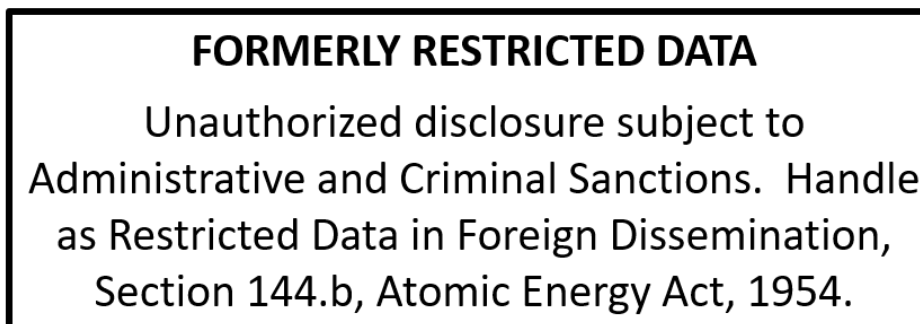 FORMERLY RESTRICTED DATA
Unauthorized disclosure subject to
Administrative and Criminal Sanctions.  Handle
as Restricted Data in Foreign Dissemination,
Section 144.b, Atomic Energy Act, 1954.